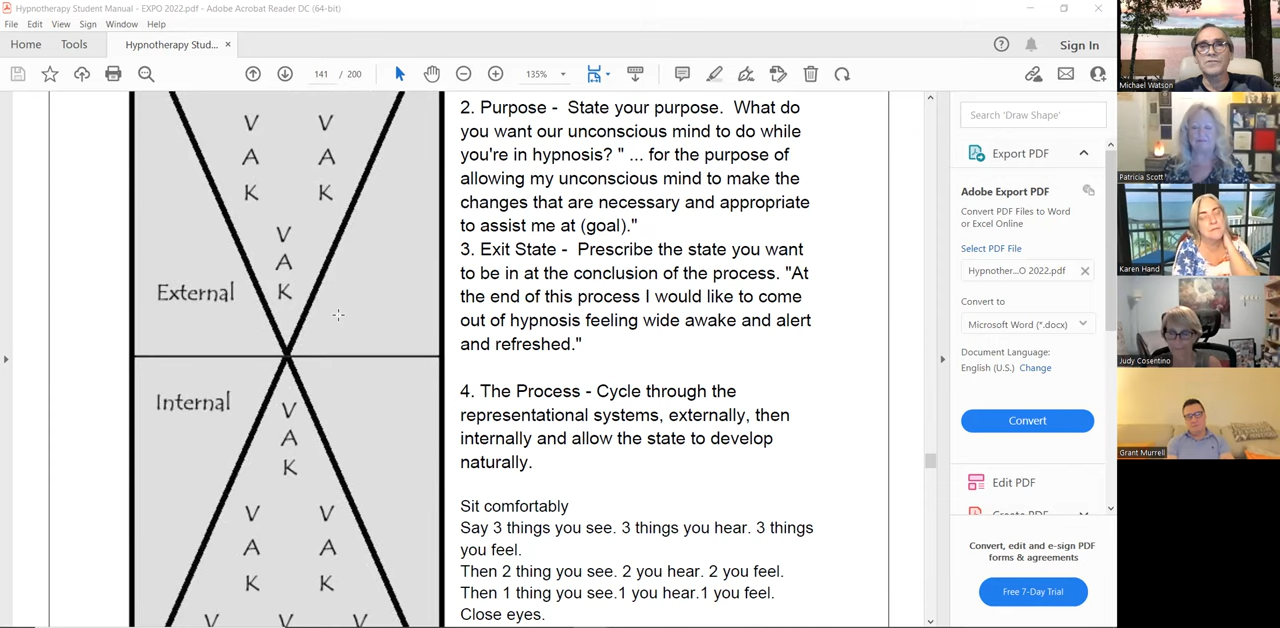 Hypnotherapy Student Manual - EXPO 2022.pdf - Adobe Acrobat Reader DC (64-bit)
File Edit View Sign Window Help
Home Tools Hypnotherapy Stud... × Sign In
141 / 200 135%
V V
A A
K K
V
A
K
External
Internal
V
A
K
V V
A A
K K
V V V
2. Purpose - State your purpose. What do
you want our unconscious mind to do while
you're in hypnosis? " ... for the purpose of
allowing my unconscious mind to make the
changes that are necessary and appropriate
to assist me at (goal)."
3. Exit State - Prescribe the state you want
to be in at the conclusion of the process. "At
the end of this process I would like to come
out of hypnosis feeling wide awake and alert
and refreshed."
4. The Process - Cycle through the
representational systems, externally, then
internally and allow the state to develop
naturally.
Sit comfortably
Say 3 things you see. 3 things you hear. 3 things
you feel.
Then 2 thing you see. 2 you hear. 2 you feel.
Then 1 thing you see.1 you hear.1 you feel.
Close eyes.
Search 'Draw Shape'
Export PDF
Adobe Export PDF
Convert PDF Files to Word
or Excel Online
Select PDF File
Hypnother...O 2022.pdf
Convert to
Microsoft Word (*.docx)
Document Language:
English (U.S.) Change
Convert
Edit PDF
Create PDF
Convert, edit and e-sign PDF
forms & agreements
Free 7-Day Trial
Michael Watson
Patricia Scott
Karen Hand
Judy Cosentino
Grant Murrell